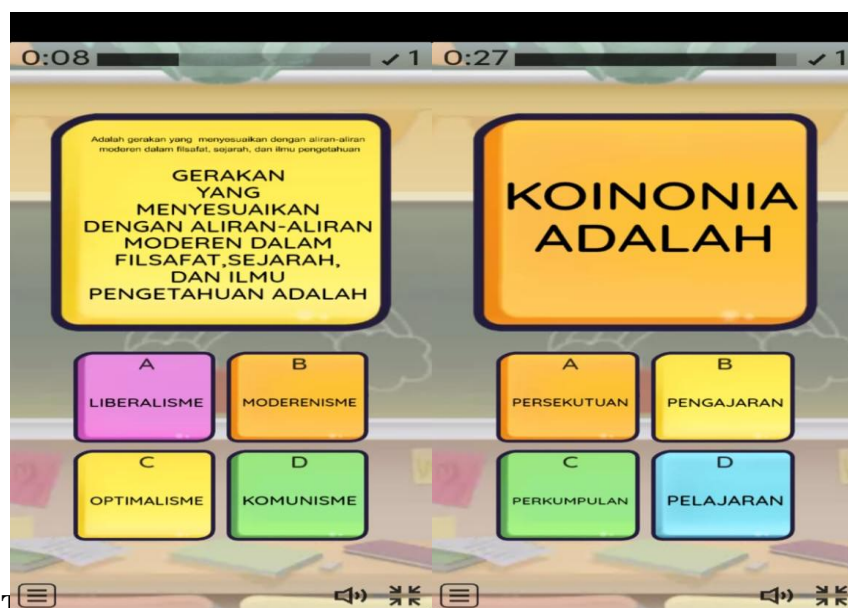 0:08
✓ 1
Adalah gerakan yang menyesuaikan dengan aliran-aliran
moderen dalam filsafat, sejarah, dan ilmu pengetahuan
GERAKAN
YANG
MENYESUAIKAN
DENGAN ALIRAN-ALIRAN
MODEREN DALAM
FILSAFAT,SEJARAH,
DAN ILMU
PENGETAHUAN ADALAH
A
LIBERALISME
B
MODERENISME
C
OPTIMALISME
D
KOMUNISME
0:27
✓ 1
KOINONIA
ADALAH
A
PERSEKUTUAN
B
PENGAJARAN
C
PERKUMPULAN
D
PELAJARAN